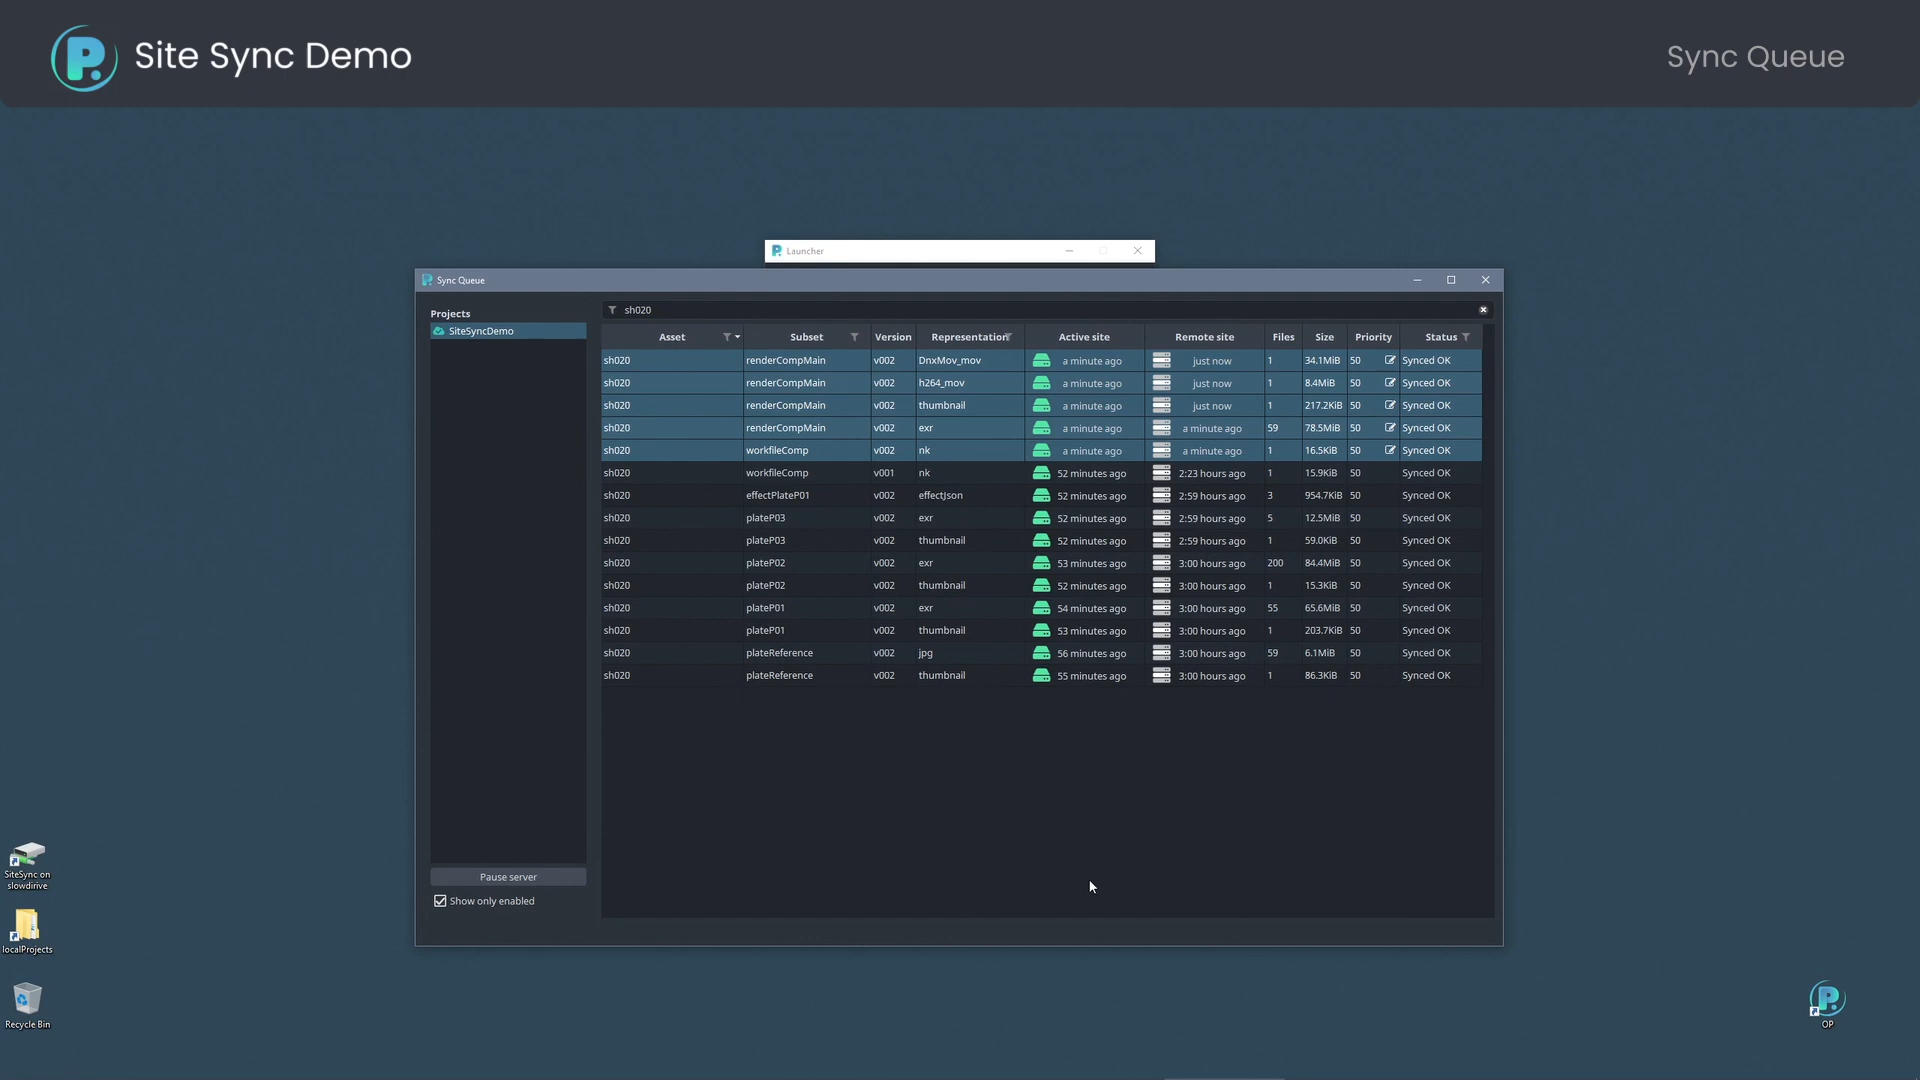 Site Sync Demo
Sync Queue
Launcher
Sync Queue
Projects
SiteSyncDemo
sh020
Asset Subset Version Representation Active site Remote site Files Size Priority Status
sh020 renderCompMain v002 DnxMov_mov a minute ago just now 1 34.1MiB 50 Synced OK
sh020 renderCompMain v002 h264_mov a minute ago just now 1 8.4MiB 50 Synced OK
sh020 renderCompMain v002 thumbnail a minute ago just now 1 217.2KiB 50 Synced OK
sh020 renderCompMain v002 exr a minute ago a minute ago 59 78.5MiB 50 Synced OK
sh020 workfileComp v002 nk a minute ago a minute ago 1 16.5KiB 50 Synced OK
sh020 workfileComp v001 nk 52 minutes ago 2:23 hours ago 1 15.9KiB 50 Synced OK
sh020 effectPlateP01 v002 effectJson 52 minutes ago 2:59 hours ago 3 954.7KiB 50 Synced OK
sh020 plateP03 v002 exr 52 minutes ago 2:59 hours ago 5 12.5MiB 50 Synced OK
sh020 plateP03 v002 thumbnail 52 minutes ago 2:59 hours ago 1 59.0KiB 50 Synced OK
sh020 plateP02 v002 exr 53 minutes ago 3:00 hours ago 200 84.4MiB 50 Synced OK
sh020 plateP02 v002 thumbnail 52 minutes ago 3:00 hours ago 1 15.3KiB 50 Synced OK
sh020 plateP01 v002 exr 54 minutes ago 3:00 hours ago 55 65.6MiB 50 Synced OK
sh020 plateP01 v002 thumbnail 53 minutes ago 3:00 hours ago 1 203.7KiB 50 Synced OK
sh020 plateReference v002 jpg 56 minutes ago 3:00 hours ago 59 6.1MiB 50 Synced OK
sh020 plateReference v002 thumbnail 55 minutes ago 3:00 hours ago 1 86.3KiB 50 Synced OK
Pause server
Show only enabled
SiteSync on
slowdrive
localProjects
Recycle Bin
OP